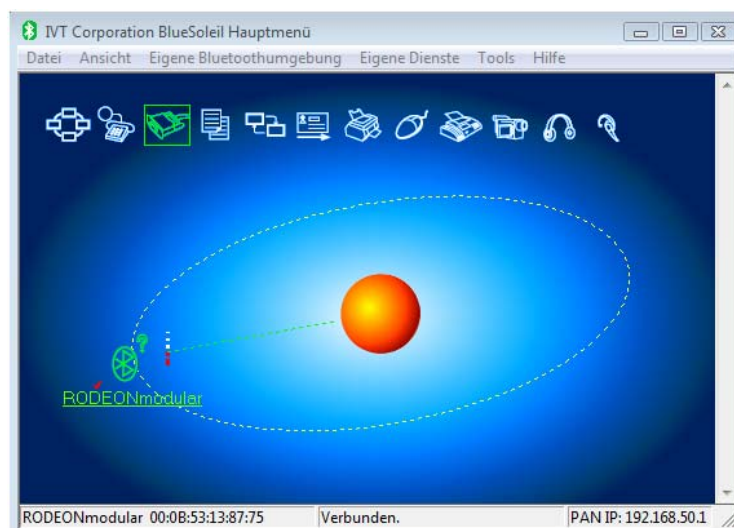 IVT Corporation BlueSoleil Hauptmenü
Datei Ansicht Eigene Bluetoothumgebung Eigene Dienste Tools Hilfe
?
RODEONmodular
RODEONmodular 00:0B:53:13:87:75 Verbunden. PAN IP: 192.168.50.1